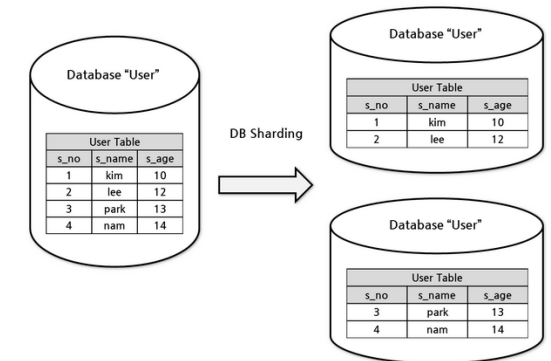 Database “User”
User Table
s_no s_name s_age
1 kim 10
2 lee 12
3 park 13
4 nam 14
DB Sharding
Database “User”
User Table
s_no s_name s_age
1 kim 10
2 lee 12
Database “User”
User Table
s_no s_name s_age
3 park 13
4 nam 14